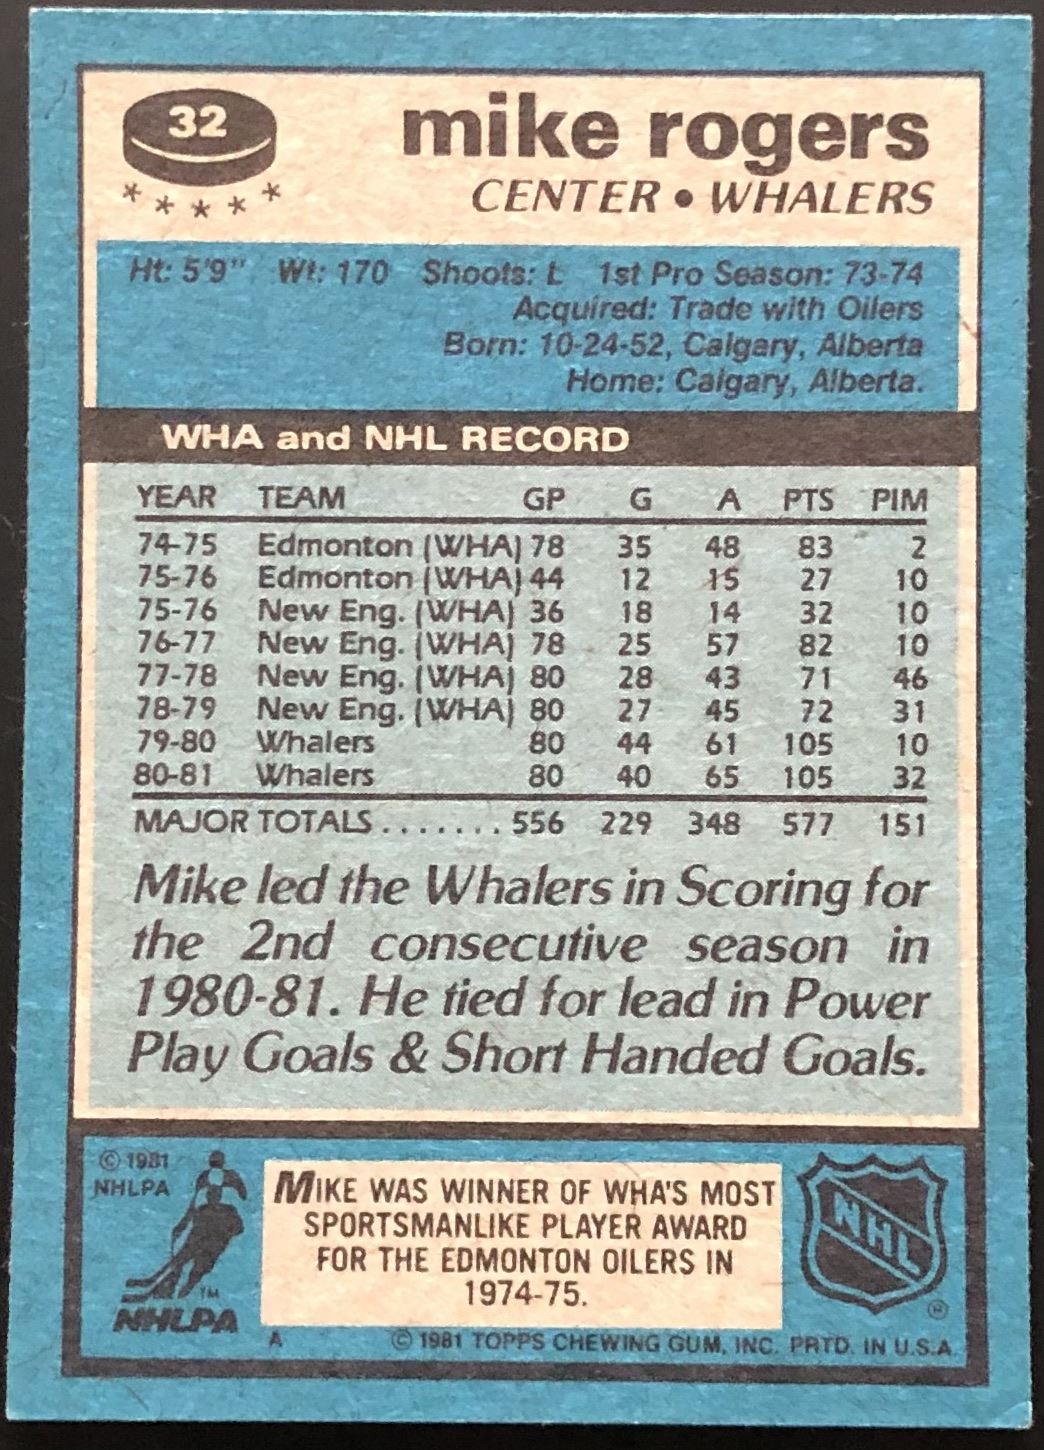 32
mike rogers
CENTER • WHALERS
Ht: 5'9" Wt: 170 Shoots: L 1st Pro Season: 73-74
Acquired: Trade with Oilers
Born: 10-24-52, Calgary, Alberta
Home: Calgary, Alberta.
WHA and NHL RECORD
YEAR TEAM GP G A PTS PIM
74-75 Edmonton (WHA) 78 35 48 83 2
75-76 Edmonton (WHA) 44 12 15 27 10
75-76 New Eng. (WHA) 36 18 14 32 10
76-77 New Eng. (WHA) 78 25 57 82 10
77-78 New Eng. (WHA) 80 28 43 71 46
78-79 New Eng. (WHA) 80 27 45 72 31
79-80 Whalers 80 44 61 105 10
80-81 Whalers 80 40 65 105 32
MAJOR TOTALS....... 556 229 348 577 151
Mike led the Whalers in Scoring for
the 2nd consecutive season in
1980-81. He tied for lead in Power
Play Goals & Short Handed Goals.
© 1981
NHLPA
TM
NHLPA
MIKE WAS WINNER OF WHA'S MOST
SPORTSMANLIKE PLAYER AWARD
FOR THE EDMONTON OILERS IN
1974-75.
NHL
A © 1981 TOPPS CHEWING GUM, INC. PRTD. IN U.S.A.